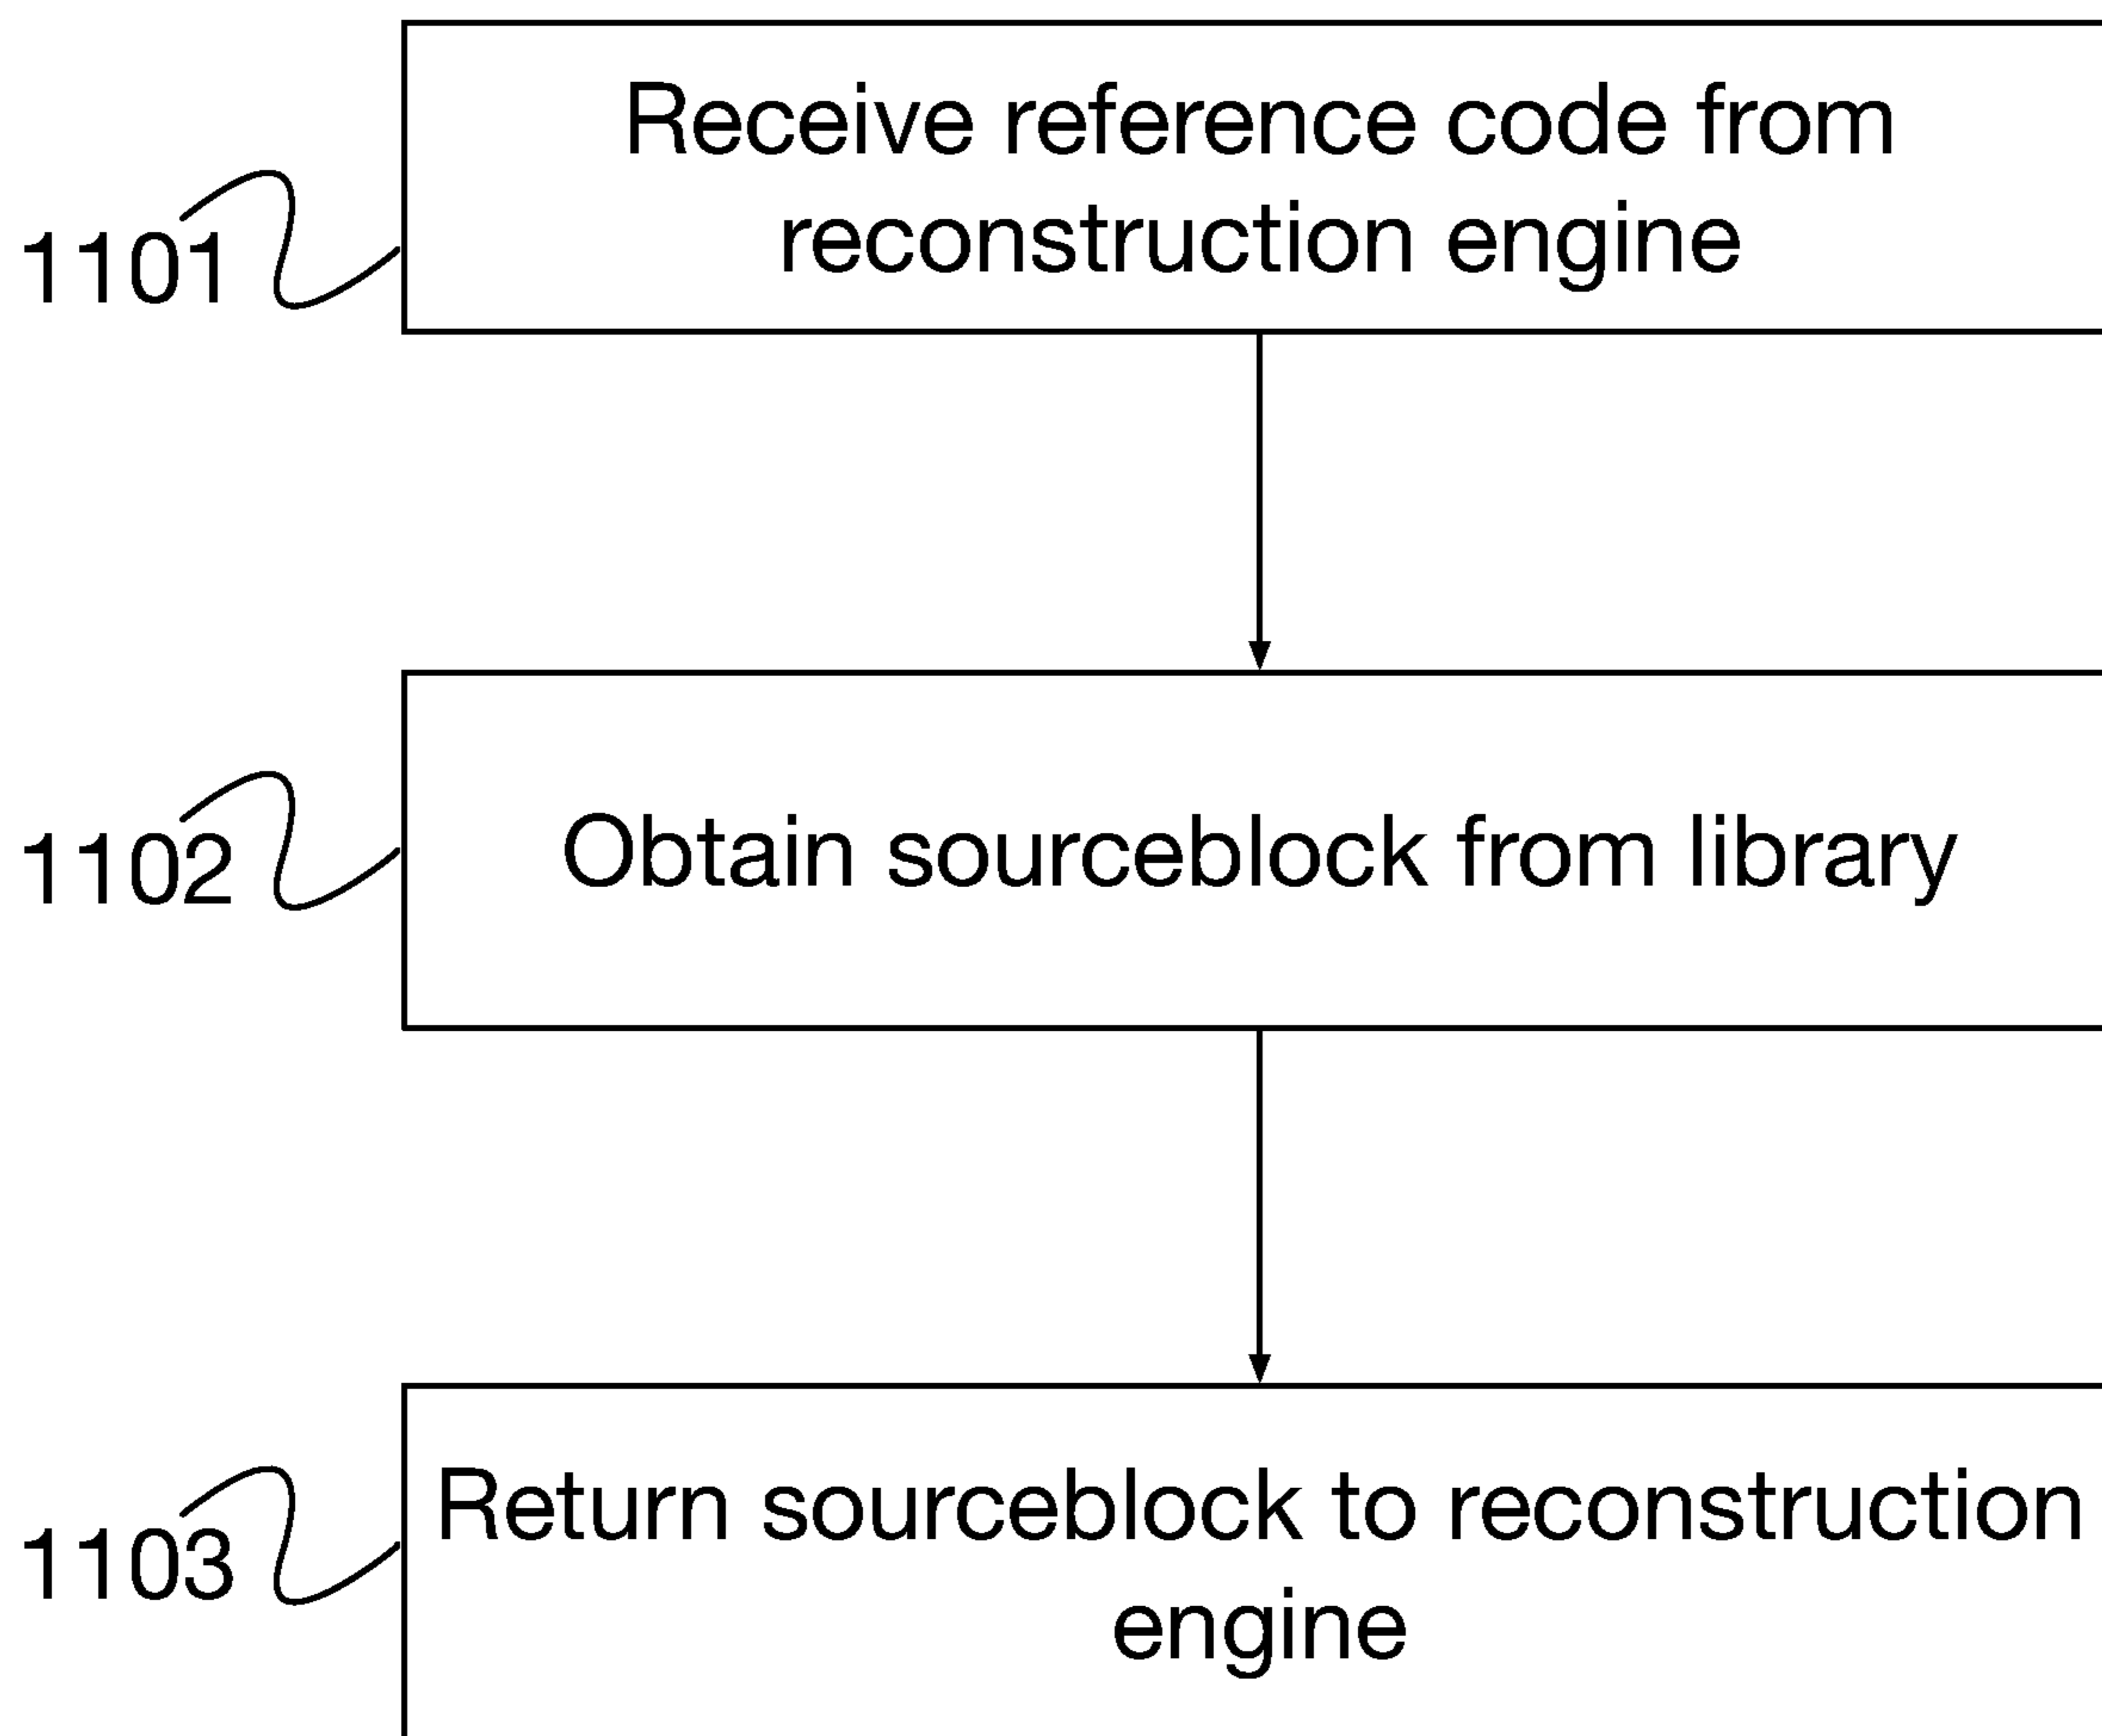 Receive reference code from
reconstruction engine
1101
Obtain sourceblock from library
1102
Return sourceblock to reconstruction
engine
1103